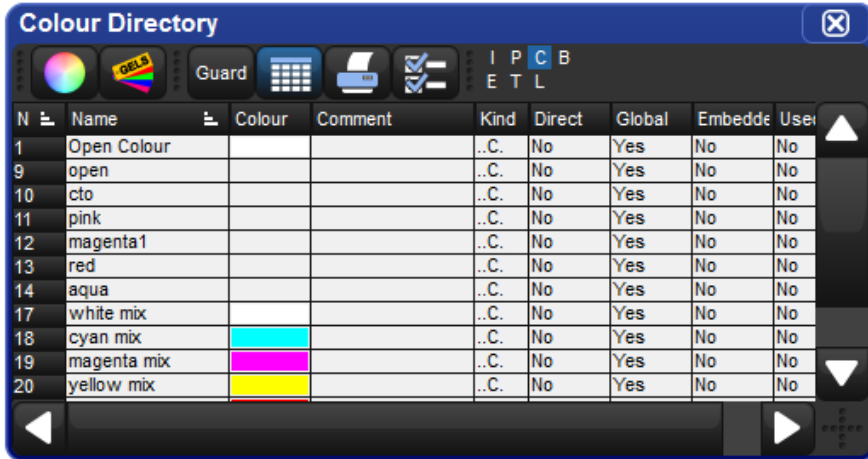 Colour Directory
GELS Guard I P C B
E T L
N Name Colour Comment Kind Direct Global Embedde Used
1 Open Colour ..C. No Yes No No
9 open ..C. No Yes No No
10 cto ..C. No Yes No No
11 pink ..C. No Yes No No
12 magenta1 ..C. No Yes No No
13 red ..C. No Yes No No
14 aqua ..C. No Yes No No
17 white mix ..C. No Yes No No
18 cyan mix ..C. No Yes No No
19 magenta mix ..C. No Yes No No
20 yellow mix ..C. No Yes No No